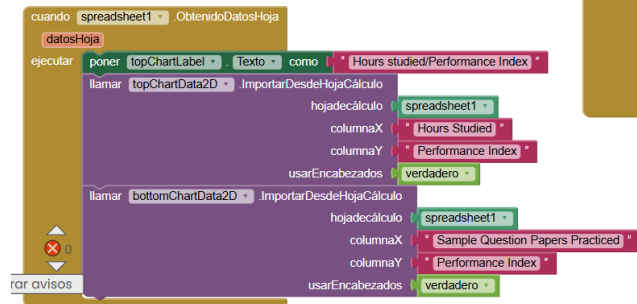 cuando spreadsheet1 .ObtenidoDatosHoja
datosHoja
ejecutar poner topChartLabel . Texto como " Hours studied/Performance Index "
llamar topChartData2D .ImportarDesdeHojaCálculo
hojadecálculo spreadsheet1
columnaX " Hours Studied "
columnaY " Performance Index "
usarEncabezados verdadero
llamar bottomChartData2D .ImportarDesdeHojaCálculo
hojadecálculo spreadsheet1
columnaX " Sample Question Papers Practiced "
0 columnaY " Performance Index "
rar avisos usarEncabezados verdadero